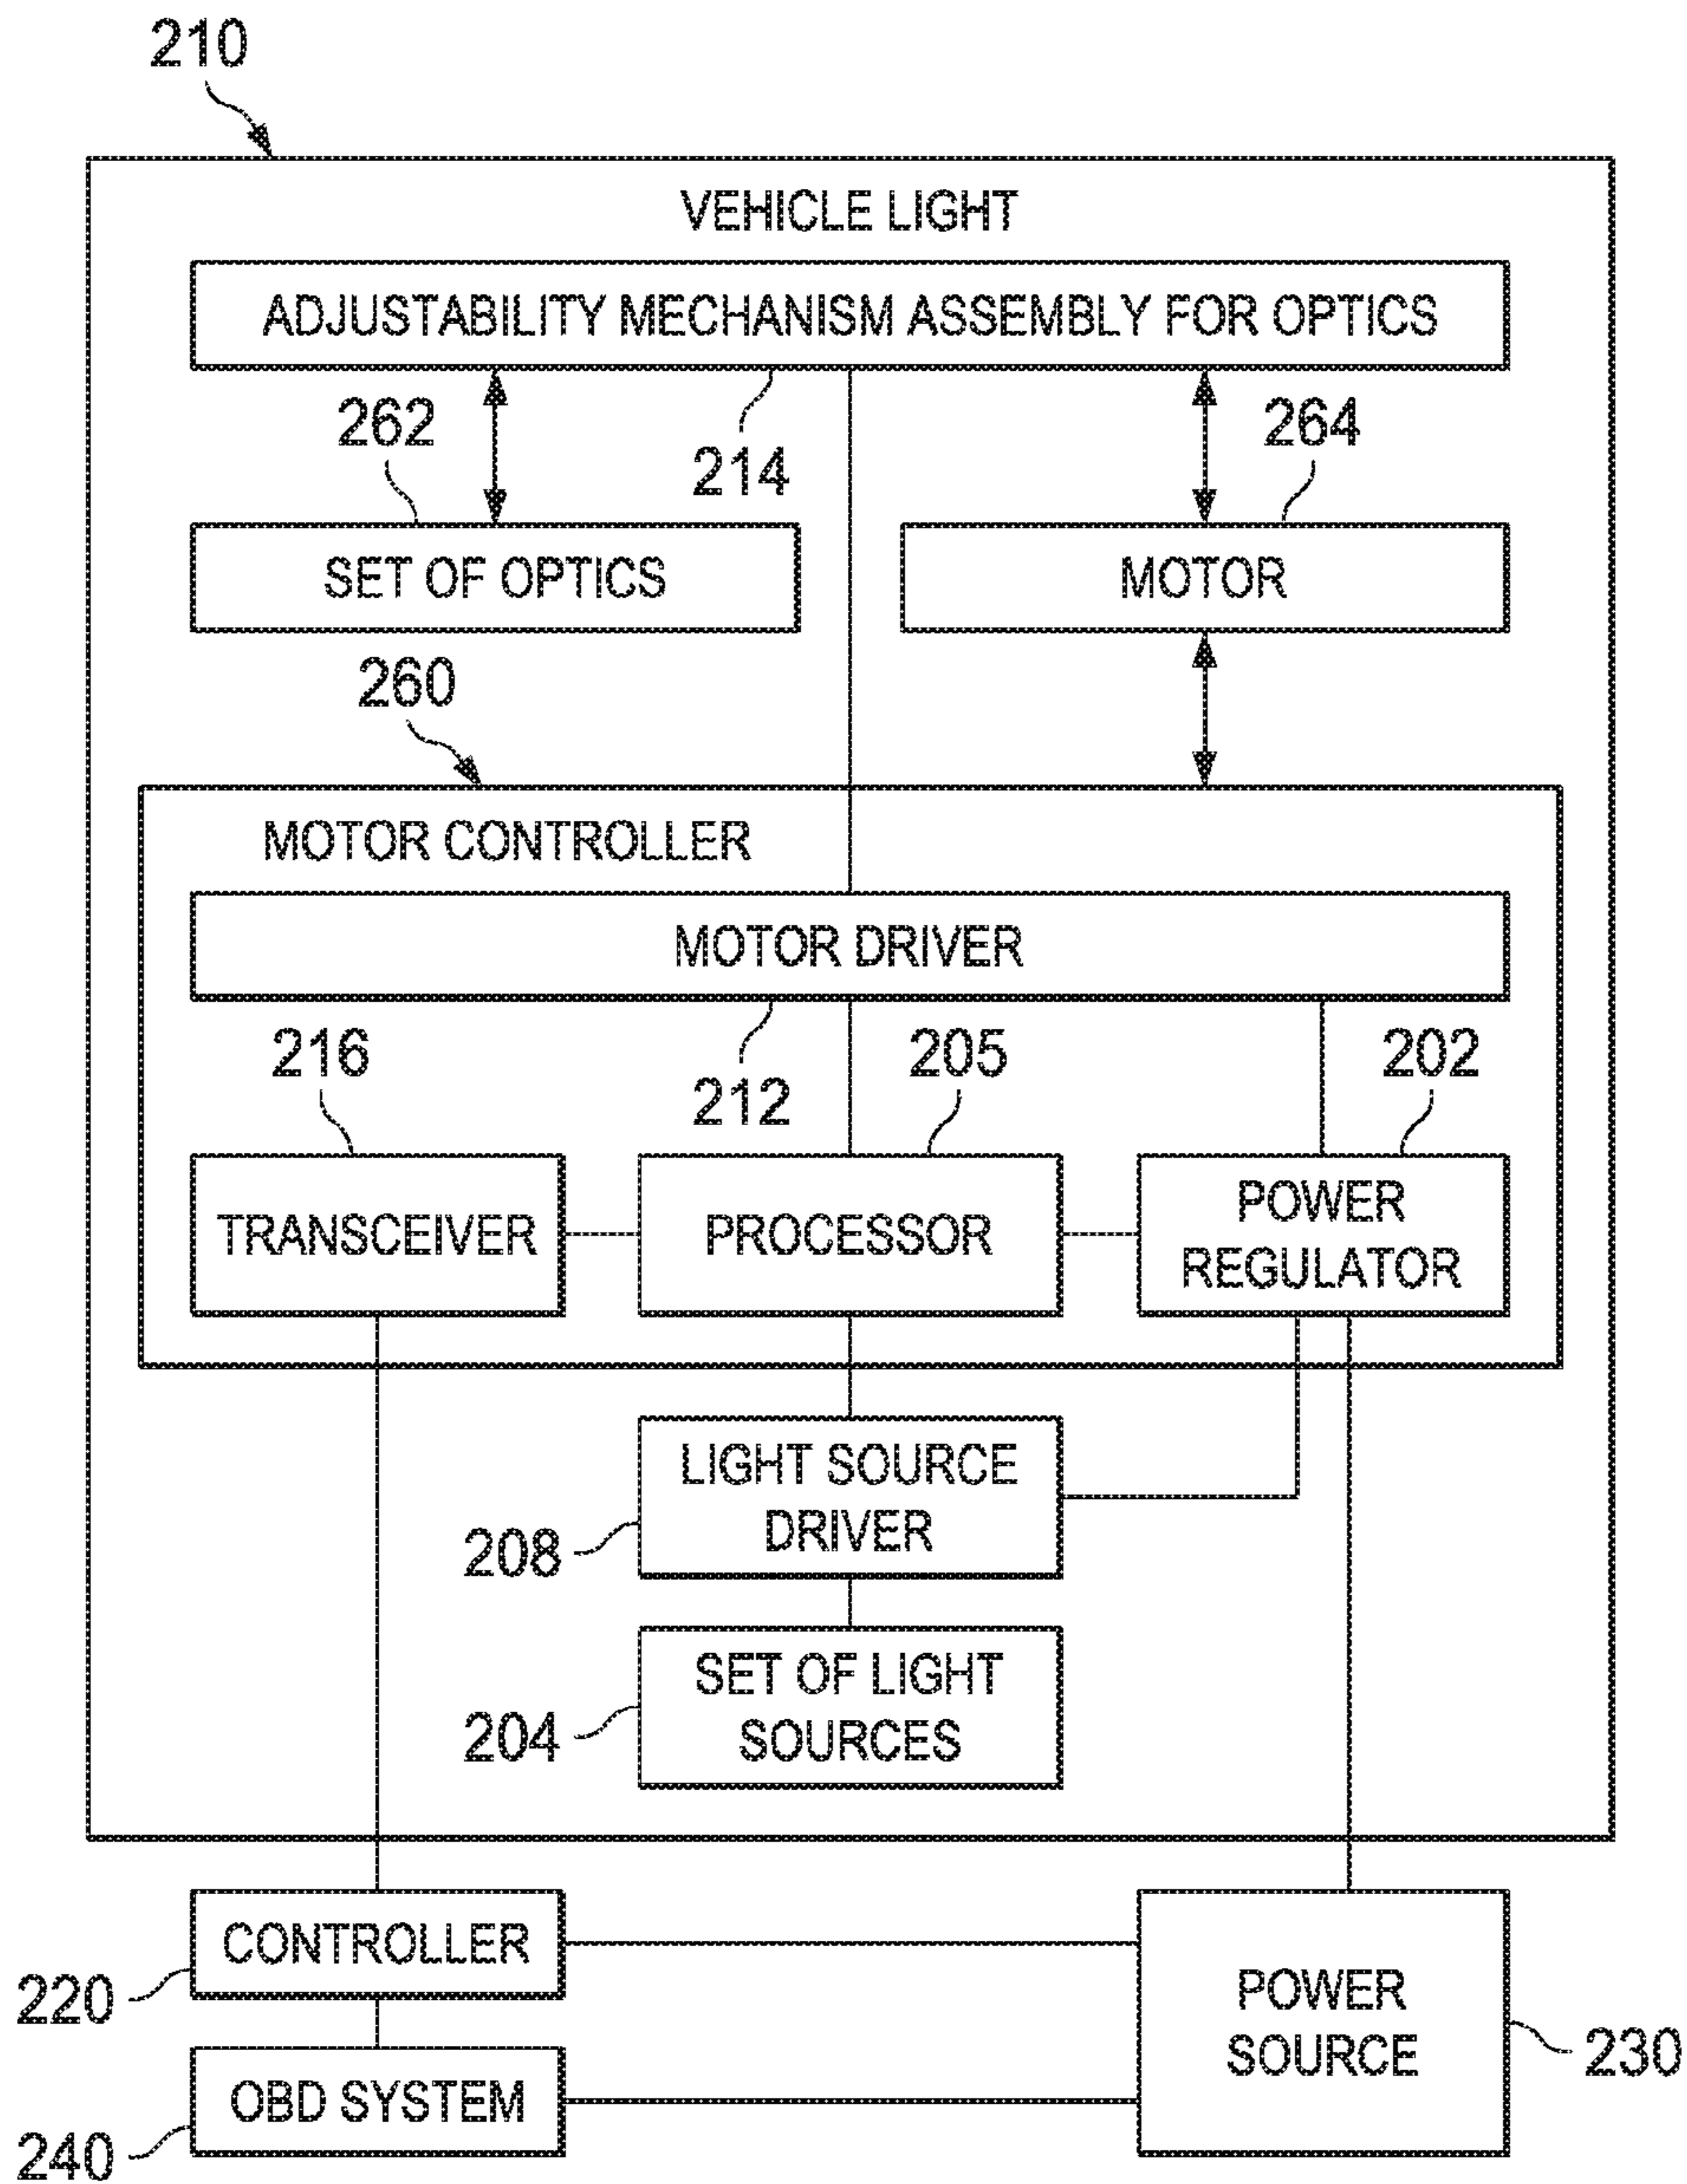 210
VEHICLE LIGHT
ADJUSTABILITY MECHANISM ASSEMBLY FOR OPTICS
262
214
264
SET OF OPTICS
MOTOR
260
MOTOR CONTROLLER
MOTOR DRIVER
216
212
205
202
TRANSCEIVER
PROCESSOR
POWER
REGULATOR
LIGHT SOURCE
DRIVER
208
SET OF LIGHT
SOURCES
204
CONTROLLER
220
POWER
SOURCE
230
OBD SYSTEM
240